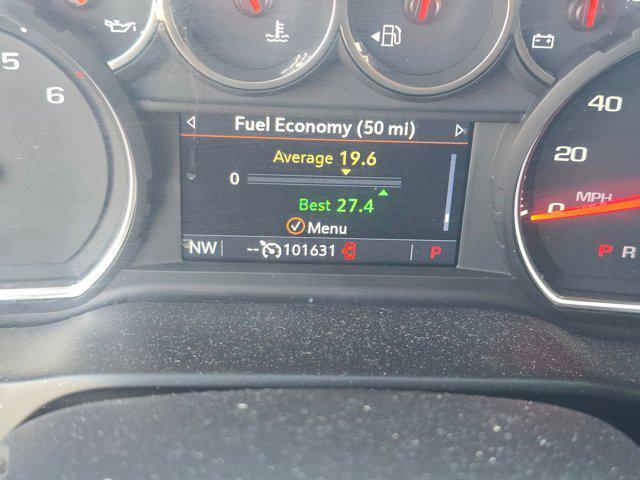 5
6
40
20
0
MPH
P R
Fuel Economy (50 mi)
Average 19.6
0
Best 27.4
Menu
NW -- 101631 P